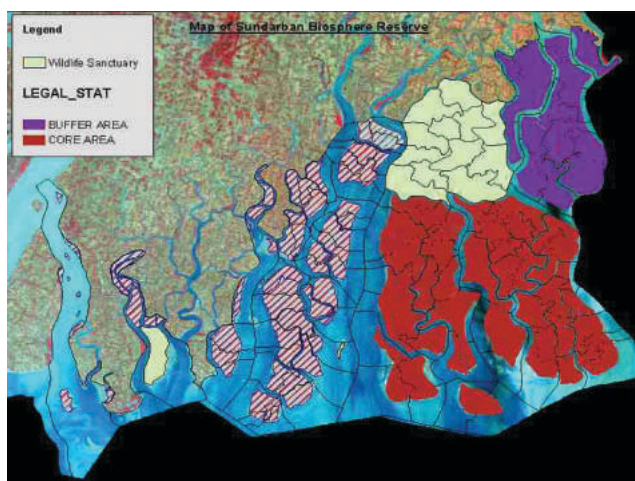 Map of Sundarban Biosphere Reserve
Legend
Wildlife Sanctuary
LEGAL_STAT
BUFFER AREA
CORE AREA